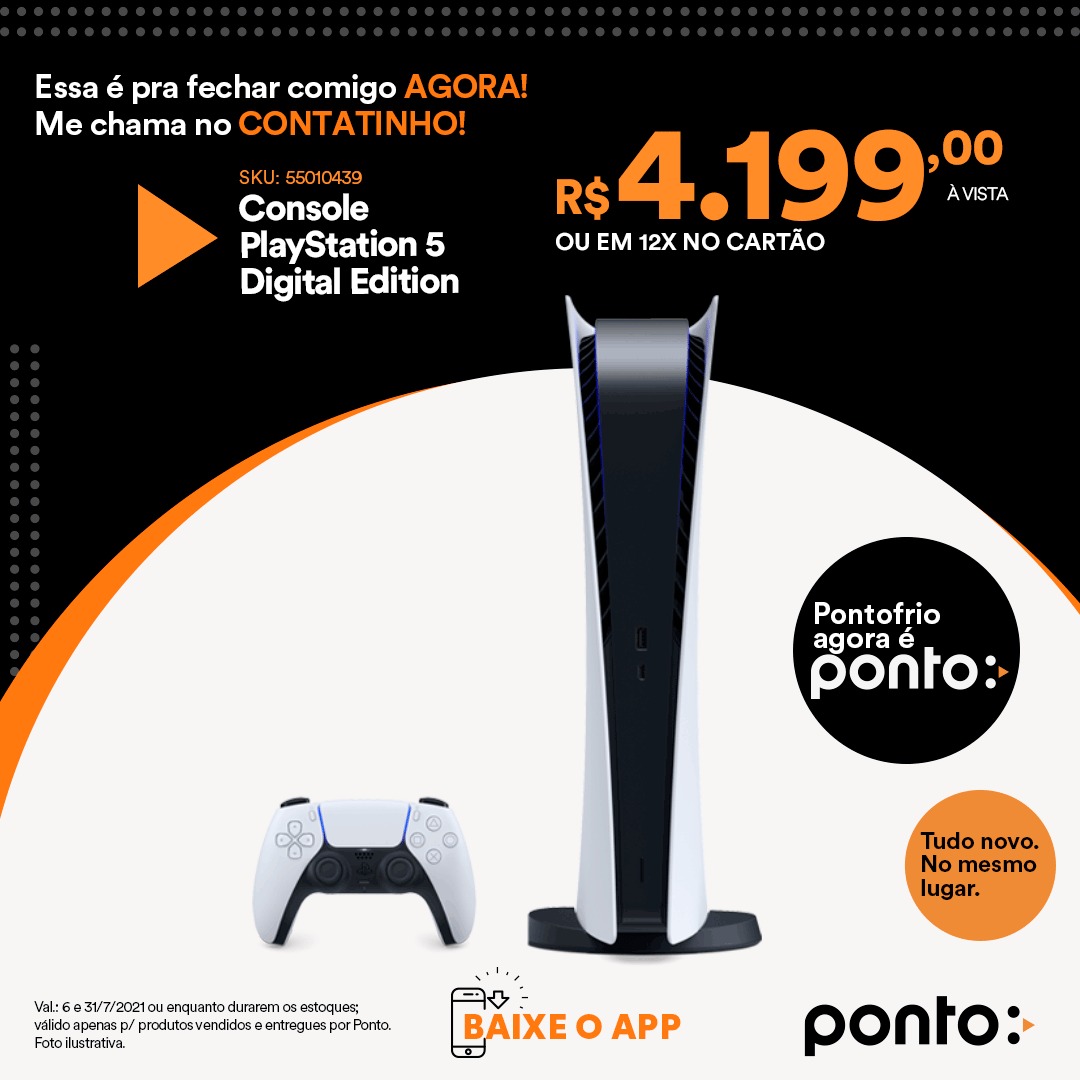 Essa é pra fechar comigo AGORA!
Me chama no CONTATINHO!
SKU: 55010439
Console
PlayStation 5
Digital Edition
R$4.199,00
À VISTA
OU EM 12X NO CARTÃO
Pontofrio
agora é
ponto:
Tudo novo.
No mesmo
lugar.
Val.: 6 e 31/7/2021 ou enquanto durarem os estoques;
válido apenas p/ produtos vendidos e entregues por Ponto.
Foto ilustrativa.
BAIXE O APP
ponto: